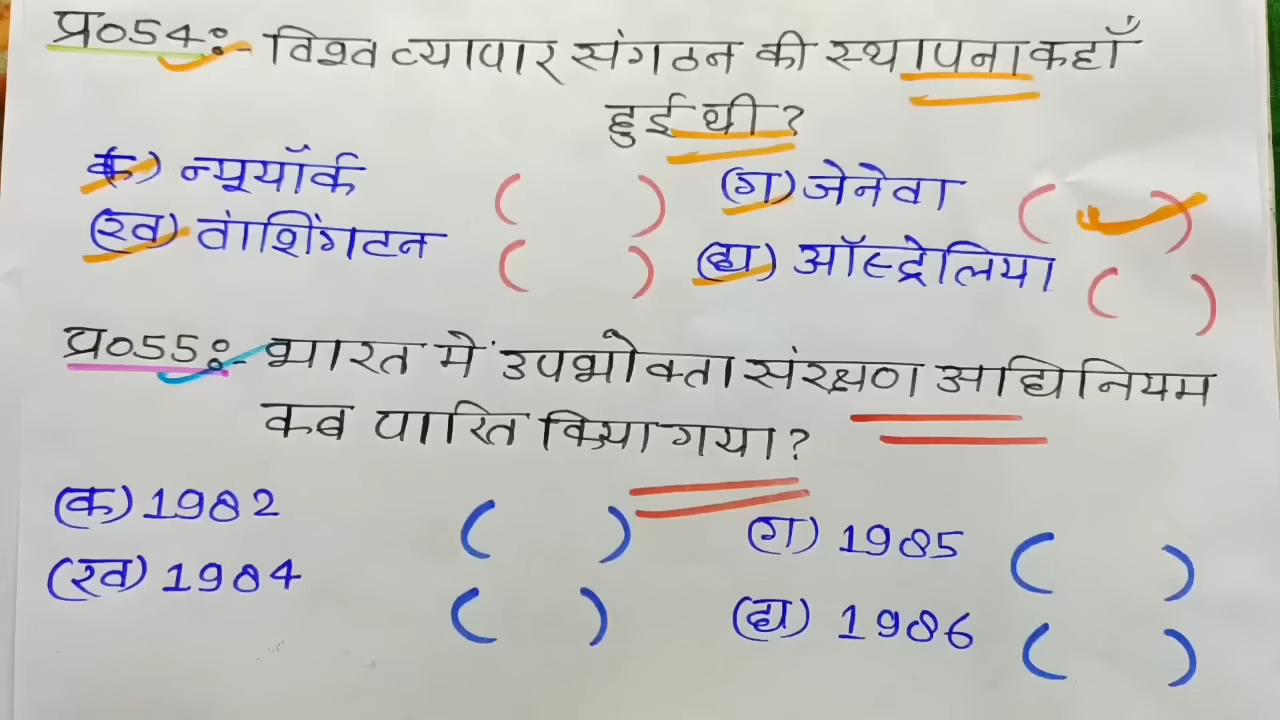 प्र०54:- विश्व व्यापार संगठन की स्थापना कहाँ
हुई थी?
(क) न्यूयॉर्क ( ) (ग) जेनेवा ( ✓ )
(ख) वाशिंगटन ( ) (घ) ऑस्ट्रेलिया ( )
प्र०55:- भारत में उपभोक्ता संरक्षण अधिनियम
कब पारित किया गया?
(क) 1982 ( ) (ग) 1985 ( )
(ख) 1984 ( ) (घ) 1986 ( )